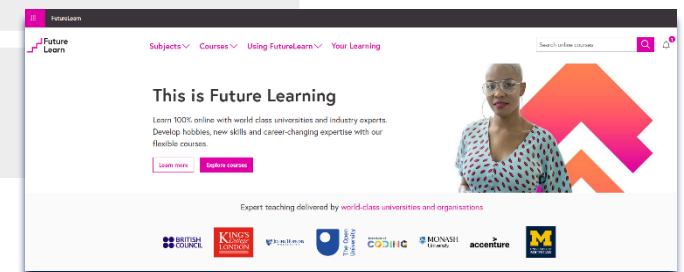 FutureLearn
Future
Learn
Subjects Courses Using FutureLearn Your Learning
Search online courses
1
This is Future Learning
Learn 100% online with world class universities and industry experts.
Develop hobbies, new skills and career-changing expertise with our
flexible courses.
Learn more Explore courses
Expert teaching delivered by world-class universities and organisations
BRITISH
COUNCIL
KING'S
College
LONDON
The Open
University
CODING
MONASH
University
accenture